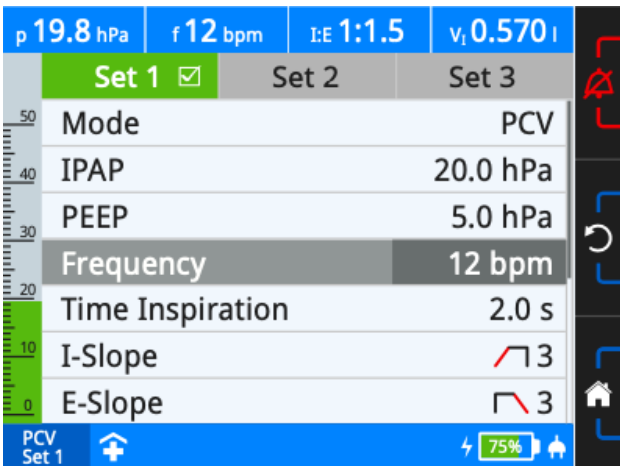 p 19.8 hPa f 12 bpm I:E 1:1.5 VI 0.570 l
Set 1 Set 2 Set 3
50
Mode PCV
40
IPAP 20.0 hPa
PEEP 5.0 hPa
30
Frequency 12 bpm
20
Time Inspiration 2.0 s
10
I-Slope 3
0
E-Slope 3
PCV
Set 1
75%